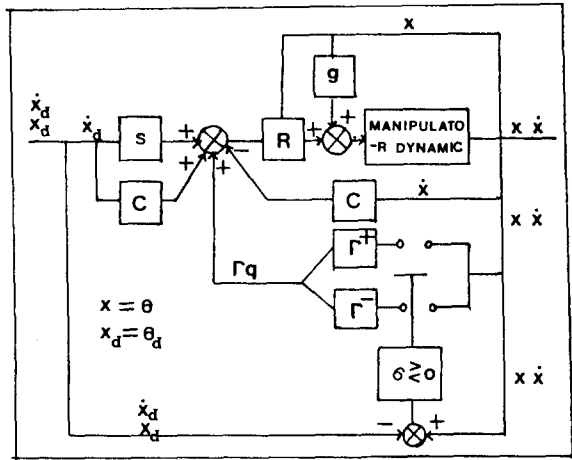 x
g
ẋd
xd
ẋd
S
+
+
+
−
R
+
+
MANIPULATO
-R DYNAMIC
x ẋ
C
C
ẋ
x ẋ
Γ+
Γq
Γ−
x = θ
xd = θd
σ ≷ 0
x ẋ
ẋd
xd
−
+